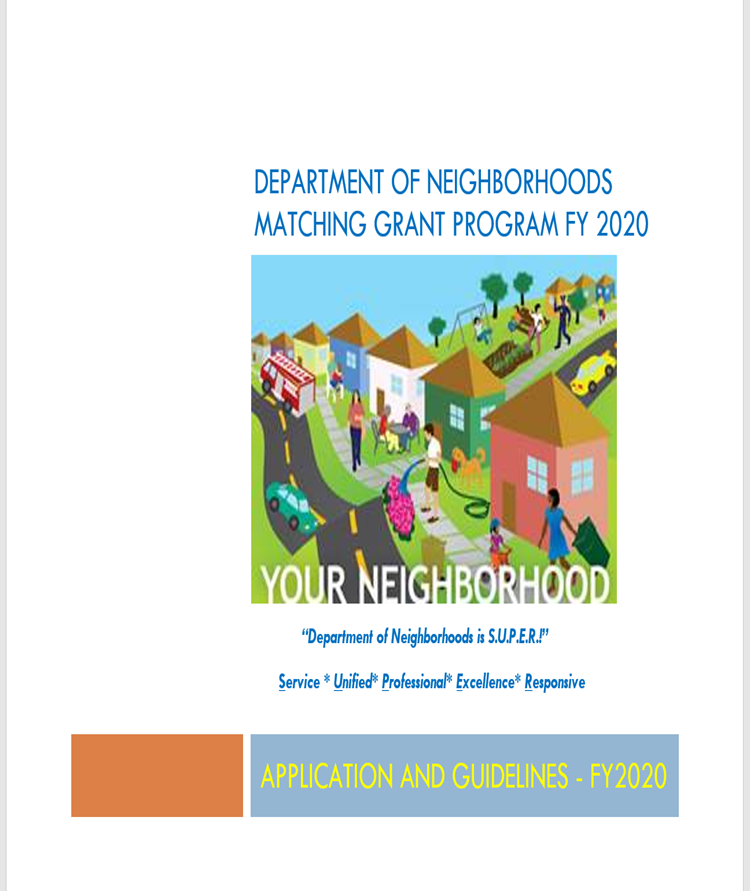 DEPARTMENT OF NEIGHBORHOODS
MATCHING GRANT PROGRAM FY 2020
YOUR NEIGHBORHOOD
“Department of Neighborhoods is S.U.P.E.R.!”
Service * Unified* Professional* Excellence* Responsive
APPLICATION AND GUIDELINES - FY2020